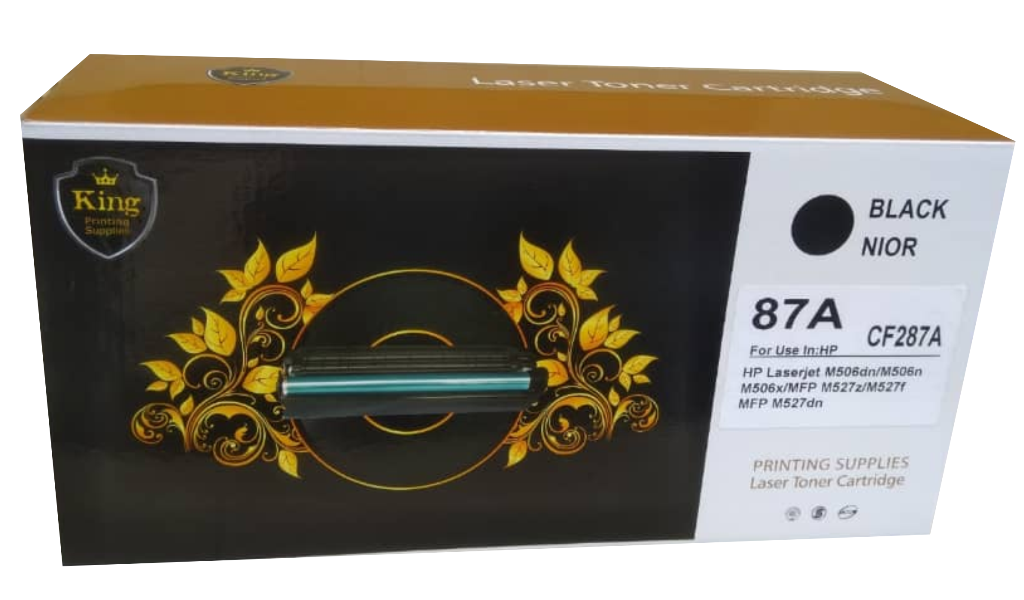 King
Laser Toner Cartridge
King
Printing
Supplies
BLACK
NIOR
87A
CF287A
For Use In:HP
HP Laserjet M506dn/M506n
M506x/MFP M527z/M527f
MFP M527dn
PRINTING SUPPLIES
Laser Toner Cartridge